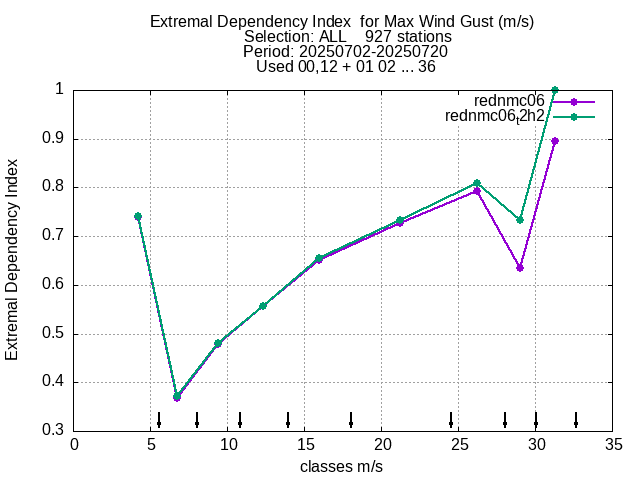 Extremal Dependency Index  for Max Wind Gust (m/s)
Selection: ALL    927 stations
Period: 20250702-20250720
Used 00,12 + 01 02 ... 36
rednmc06
rednmc06t2h2
1
0.9
0.8
0.7
0.6
0.5
0.4
0.3
Extremal Dependency Index
0 5 10 15 20 25 30 35
classes m/s